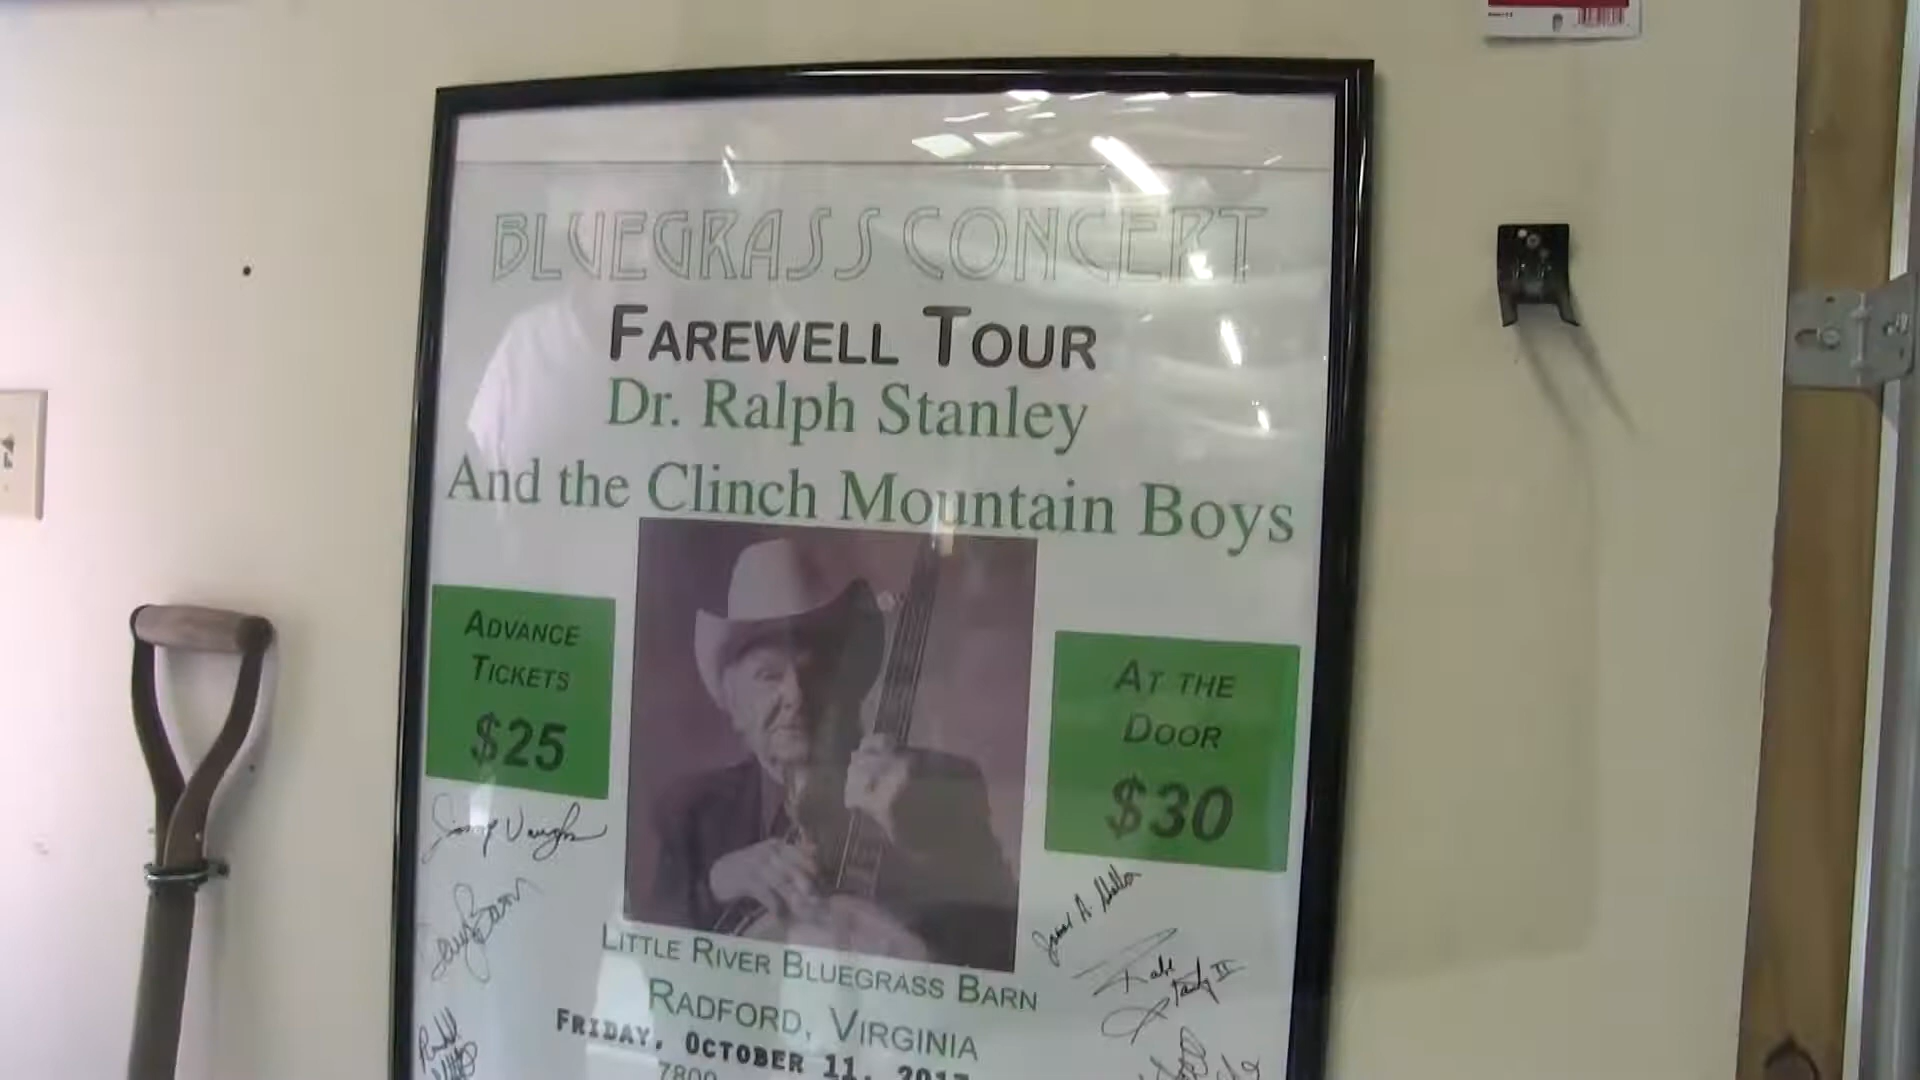 BLUEGRASS CONCERT
FAREWELL TOUR
Dr. Ralph Stanley
And the Clinch Mountain Boys
ADVANCE
TICKETS
$25
AT THE
DOOR
$30
LITTLE RIVER BLUEGRASS BARN
RADFORD, VIRGINIA
FRIDAY, OCTOBER 11,